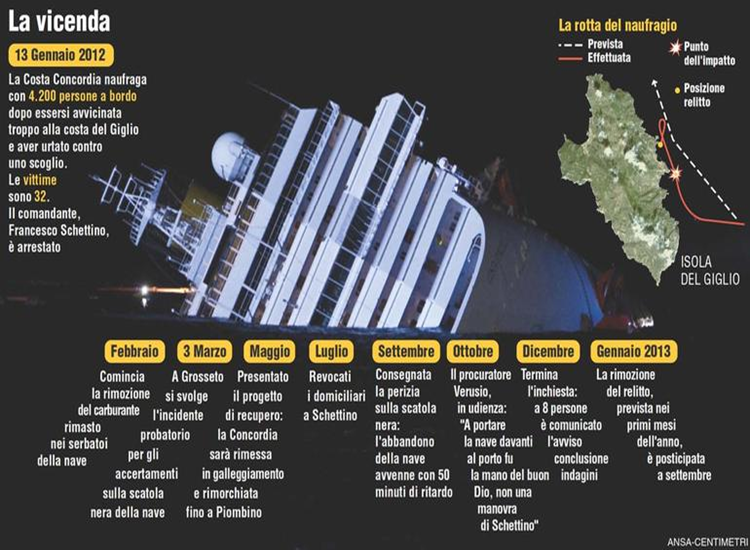 La vicenda
13 Gennaio 2012
La Costa Concordia naufraga
con 4.200 persone a bordo
dopo essersi avvicinata
troppo alla costa del Giglio
e aver urtato contro
uno scoglio.
Le vittime
sono 32.
Il comandante,
Francesco Schettino,
è arrestato
La rotta del naufragio
Prevista
Effettuata
Punto
dell'impatto
Posizione
relitto
ISOLA
DEL GIGLIO
Febbraio
Comincia
la rimozione
del carburante
rimasto
nei serbatoi
della nave
3 Marzo
A Grosseto
si svolge
l'incidente
probatorio
per gli
accertamenti
sulla scatola
nera della nave
Maggio
Presentato
il progetto
di recupero:
la Concordia
sarà rimessa
in galleggiamento
e rimorchiata
fino a Piombino
Luglio
Revocati
i domiciliari
a Schettino
Settembre
Consegnata
la perizia
sulla scatola
nera:
l'abbandono
della nave
avvenne con 50
minuti di ritardo
Ottobre
Il procuratore
Verusio,
in udienza:
"A portare
la nave davanti
al porto fu
la mano del buon
Dio, non una
manovra
di Schettino"
Dicembre
Termina
l'inchiesta:
a 8 persone
è comunicato
l'avviso
conclusione
indagini
Gennaio 2013
La rimozione
del relitto,
prevista nei
primi mesi
dell'anno,
è posticipata
a settembre
ANSA-CENTIMETRI